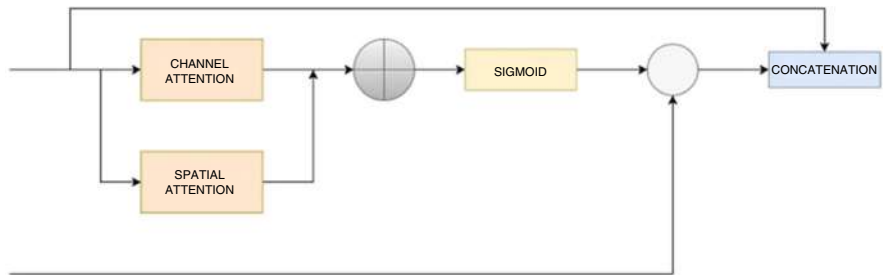 CHANNEL
ATTENTION
SIGMOID
CONCATENATION
SPATIAL
ATTENTION